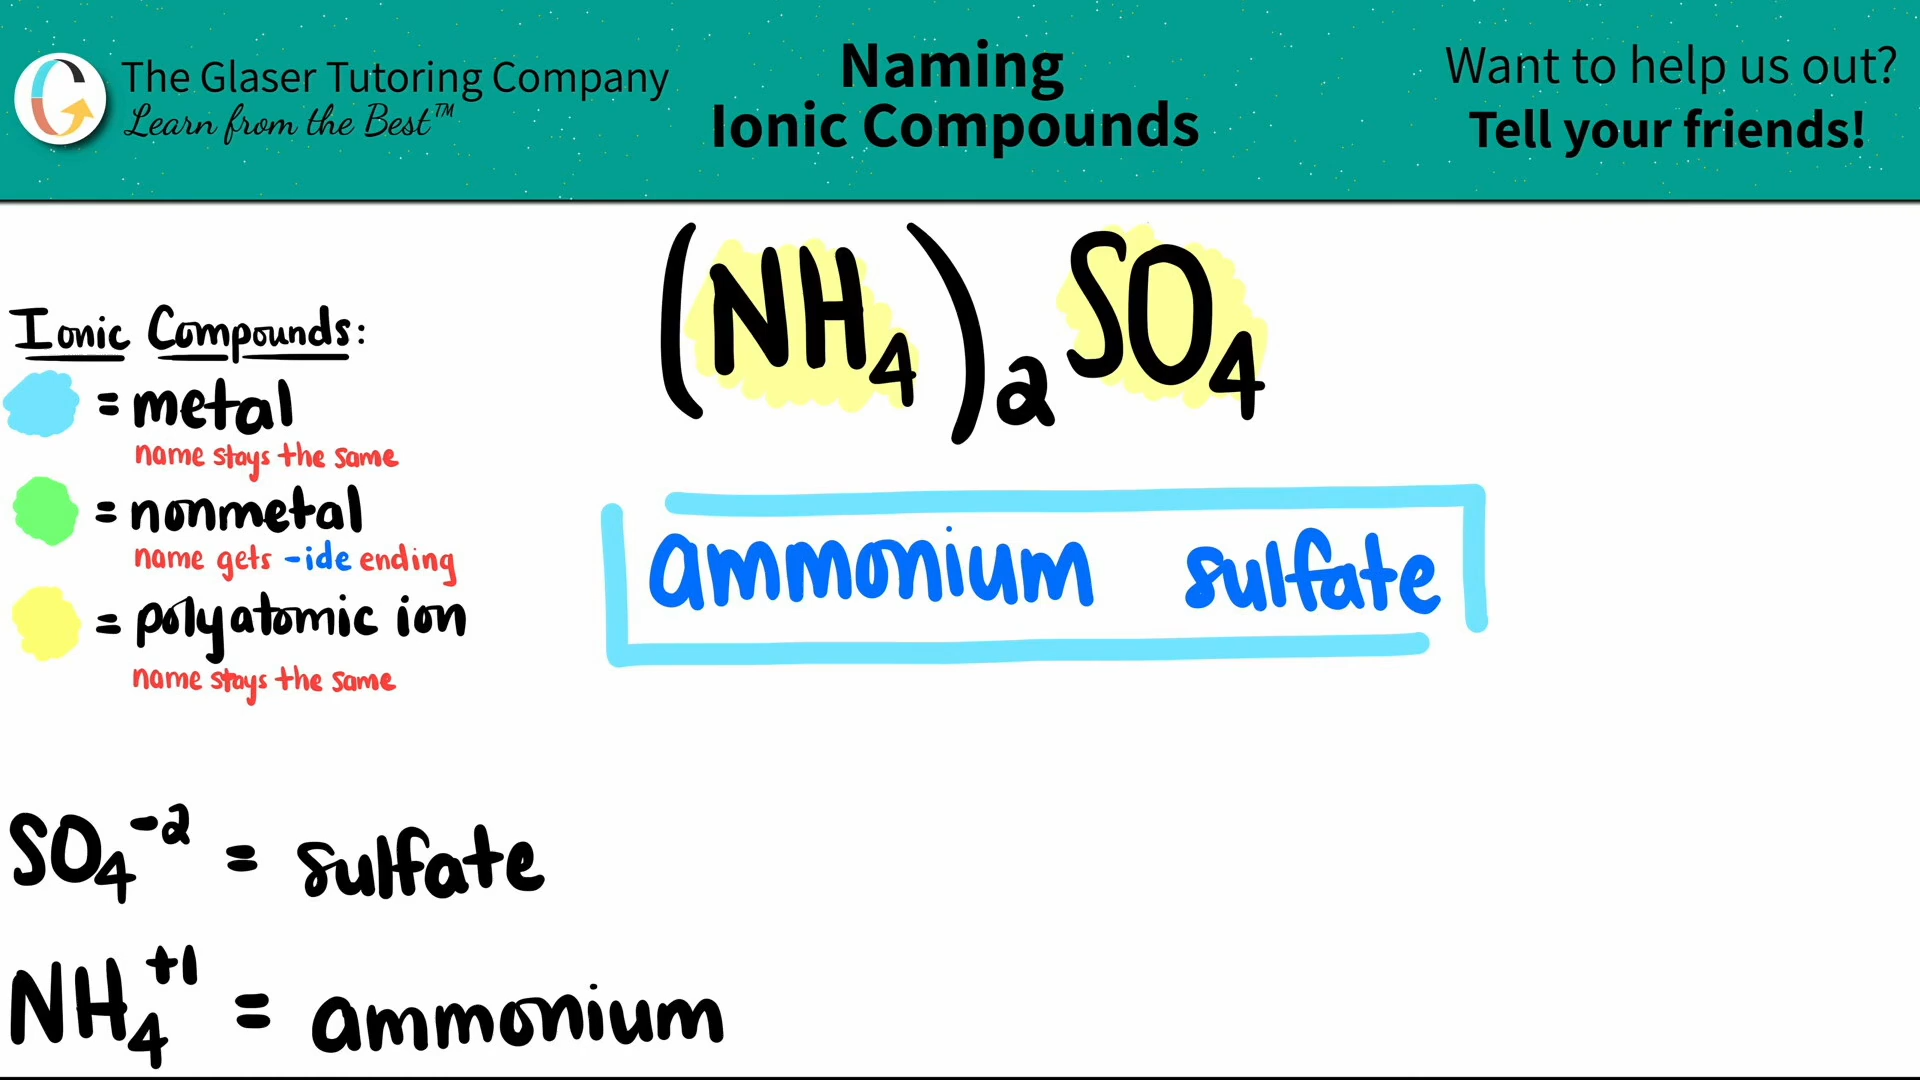 The Glaser Tutoring Company
Learn from the Best™
Naming
Ionic Compounds
Want to help us out?
Tell your friends!
(NH₄)₂SO₄
Ionic Compounds:
= metal
name stays the same
= nonmetal
name gets -ide ending
= polyatomic ion
name stays the same
ammonium sulfate
SO₄⁻² = sulfate
NH₄⁺¹ = ammonium